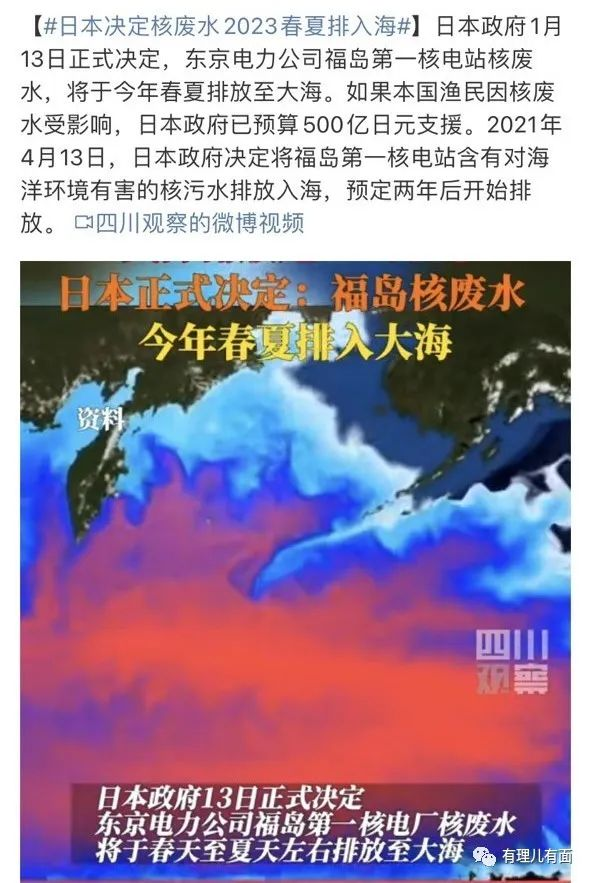 【#日本决定核废水2023春夏排入海#】日本政府1月
13日正式决定，东京电力公司福岛第一核电站核废
水，将于今年春夏排放至大海。如果本国渔民因核废
水受影响，日本政府已预算500亿日元支援。2021年
4月13日，日本政府决定将福岛第一核电站含有对海
洋环境有害的核污水排放入海，预定两年后开始排
放。 四川观察的微博视频
日本正式决定：福岛核废水
今年春夏排入大海
资料
四川
观察
日本政府13日正式决定
东京电力公司福岛第一核电厂核废水
将于春天至夏天左右排放至大海
有理儿有面